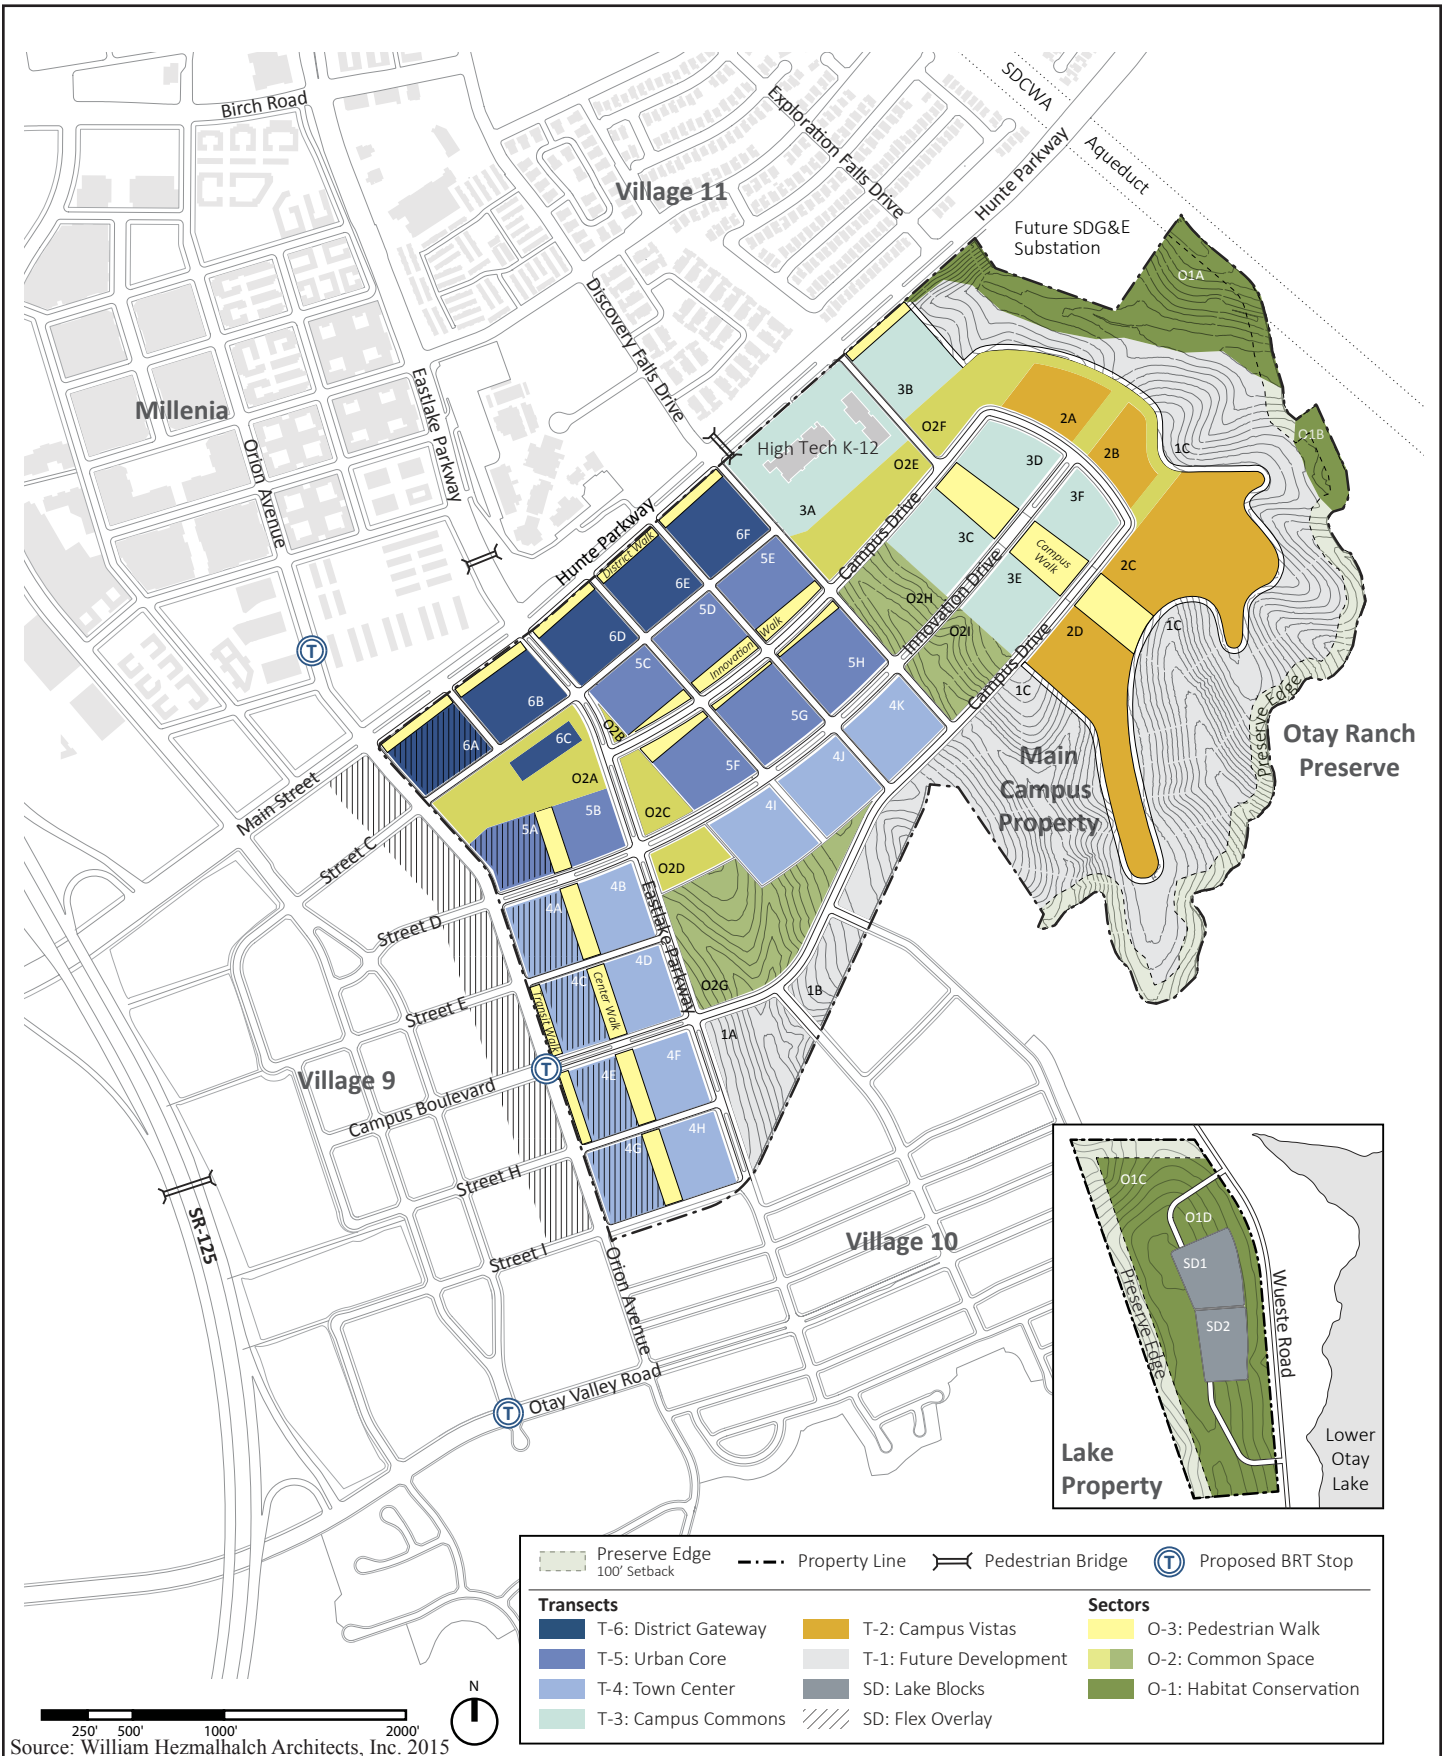 Birch Road
SDCWA
Aqueduct
Exploration Falls Drive
Village 11
Hunte Parkway
Future SDG&E
Substation
O1A
Discovery Falls Drive
Eastlake Parkway
Millenia
Orion Avenue
3B
O2F
2A
2B
1C
O1B
High Tech K-12
O2E
3D
3F
3A
Campus Drive
3C
Campus
Walk
2C
Hunte Parkway
District Walk
6F
5E
6E
Innovation Drive
3E
O2H
O2I
2D
1C
T
6D
5D
Walk
Innovation
5C
5H
Campus Drive
1C
6B
O2B
5G
4K
Preserve Edge
Otay Ranch
Preserve
6A
6C
O2A
5F
4J
Main
Campus
Property
Main Street
5B
O2C
4I
5A
Street C
O2D
4B
4A
Eastlake Parkway
Street D
4D
4C
Center Walk
O2G
1B
Street E
Transit Walk
1A
T
4F
4E
Village 9
Campus Boulevard
4H
4G
Street H
O1C
O1D
SD1
SR-125
Street I
Orion Avenue
Village 10
Preserve Edge
SD2
Wueste Road
Otay Valley Road
T
Lake
Property
Lower
Otay
Lake
Preserve Edge
100' Setback
Property Line
Pedestrian Bridge
T
Proposed BRT Stop
Transects
Sectors
T-6: District Gateway
T-2: Campus Vistas
O-3: Pedestrian Walk
T-5: Urban Core
T-1: Future Development
O-2: Common Space
T-4: Town Center
SD: Lake Blocks
O-1: Habitat Conservation
T-3: Campus Commons
SD: Flex Overlay
N
250' 500' 1000' 2000'
Source: William Hezmalhalch Architects, Inc. 2015